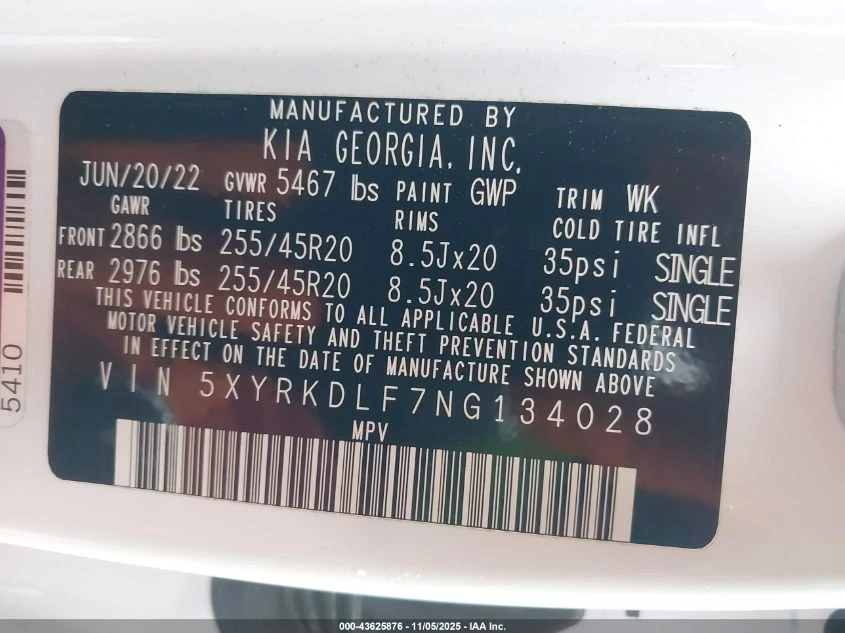 MANUFACTURED BY
KIA GEORGIA, INC.
JUN/20/22 GVWR 5467 lbs PAINT GWP TRIM WK
GAWR TIRES RIMS COLD TIRE INFL
FRONT 2866 lbs 255/45R20 8.5Jx20 35psi SINGLE
REAR 2976 lbs 255/45R20 8.5Jx20 35psi SINGLE
THIS VEHICLE CONFORMS TO ALL APPLICABLE U.S.A. FEDERAL
MOTOR VEHICLE SAFETY AND THEFT PREVENTION STANDARDS
IN EFFECT ON THE DATE OF MANUFACTURE SHOWN ABOVE
VIN 5XYRKDLF7NG134028
MPV
5410
000-43625876 - 11/05/2025 - IAA Inc.